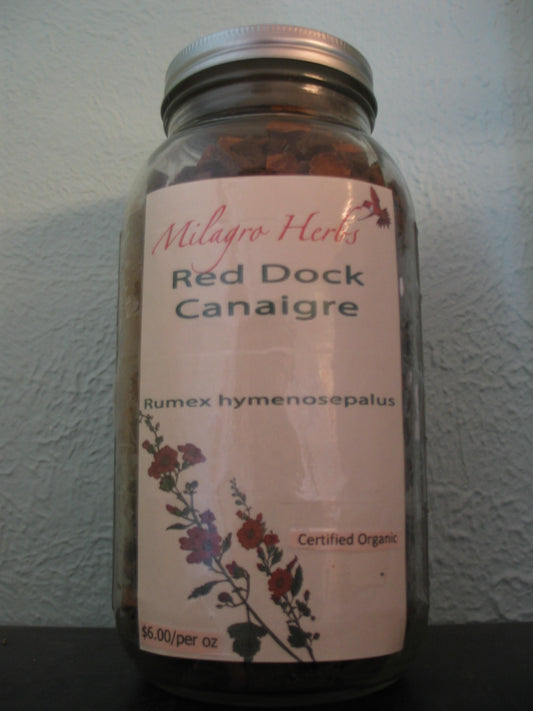 Milagro Herbs
Red Dock
Canaigre
Rumex hymenosepalus
Certified Organic
$6.00/per oz